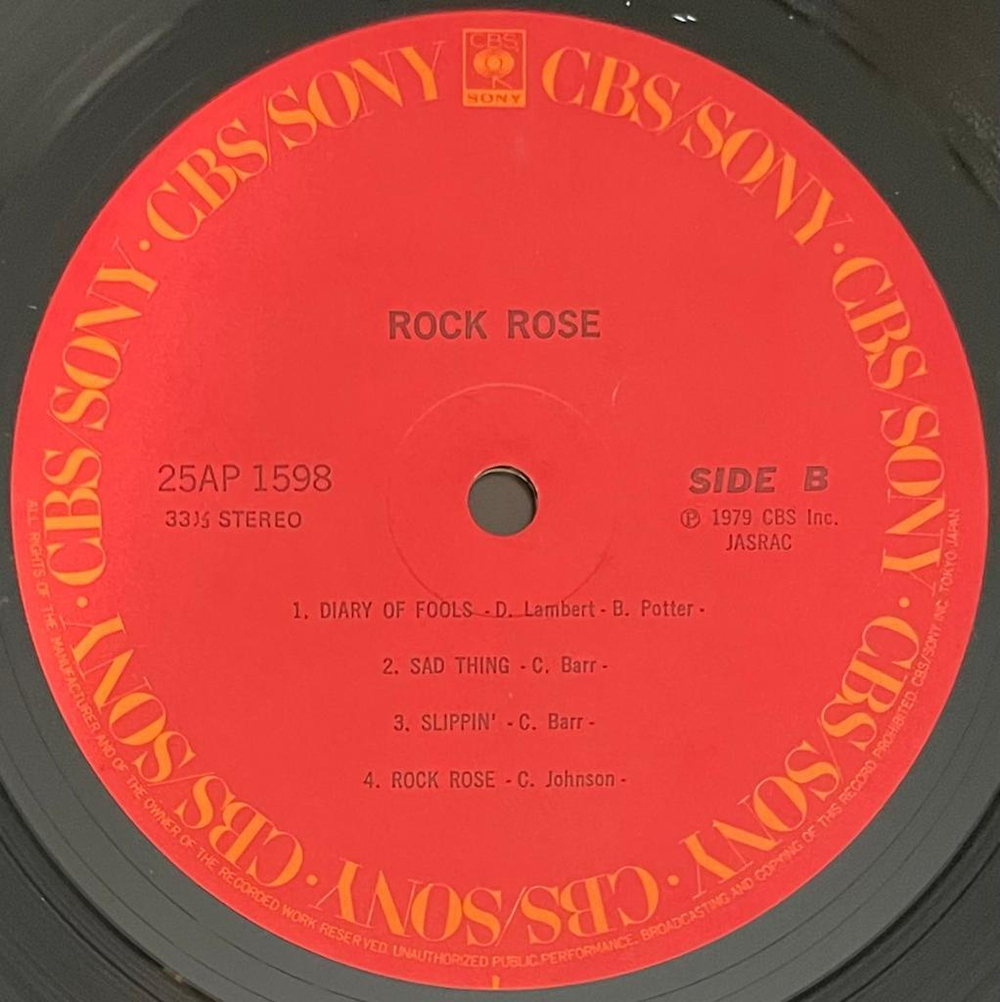 CBS
SONY
CBS/SONY · CBS/SONY · CBS/SONY · CBS/SONY · CBS/SONY · CBS/SONY · CBS/SONY · CBS/SONY
ROCK ROSE
25AP 1598
33⅓ STEREO
SIDE B
Ⓟ 1979 CBS Inc.
JASRAC
1. DIARY OF FOOLS - D. Lambert - B. Potter -
2. SAD THING - C. Barr -
3. SLIPPIN' - C. Barr -
4. ROCK ROSE - C. Johnson -
ALL RIGHTS OF THE MANUFACTURER AND OF THE OWNER OF THE RECORDED WORK RESERVED. UNAUTHORIZED PUBLIC PERFORMANCE. BROADCASTING AND COPYING OF THIS RECORD PROHIBITED. CBS/SONY INC. TOKYO JAPAN